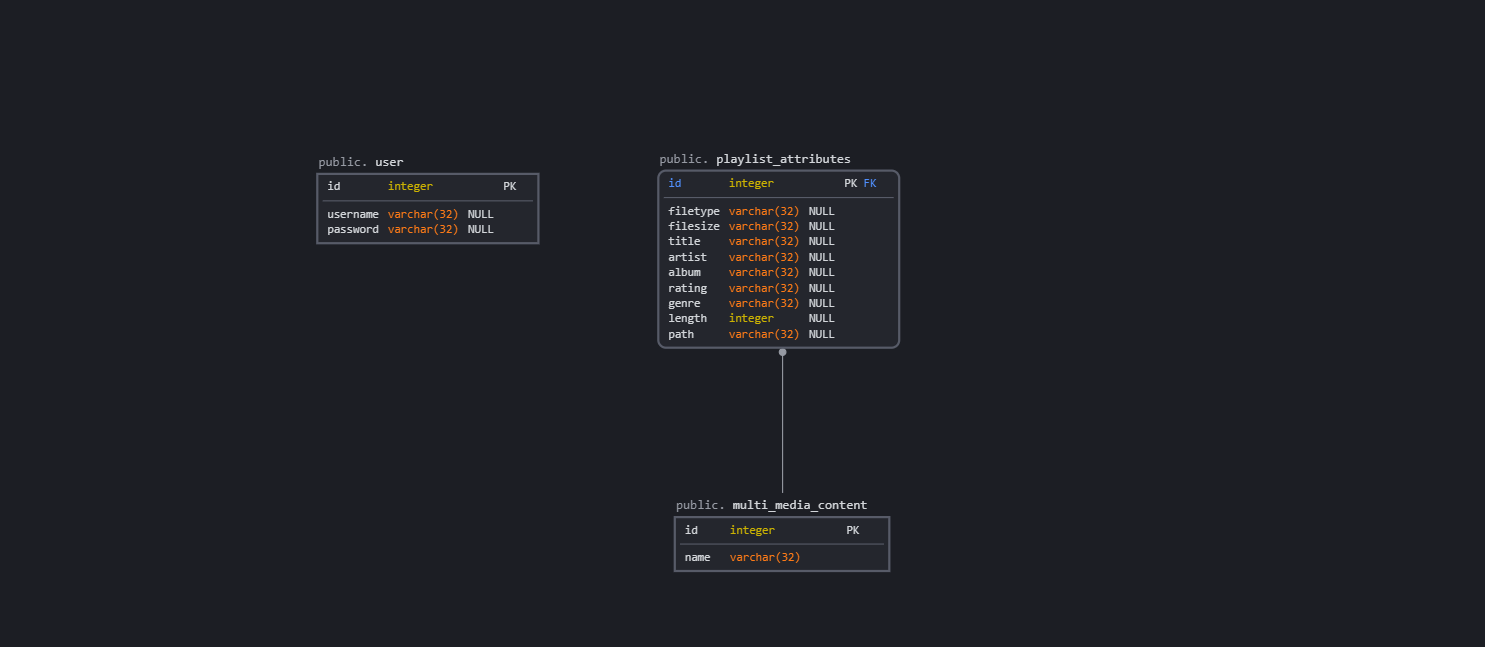 public. user
id integer PK
username varchar(32) NULL
password varchar(32) NULL
public. playlist_attributes
id integer PK FK
filetype varchar(32) NULL
filesize varchar(32) NULL
title varchar(32) NULL
artist varchar(32) NULL
album varchar(32) NULL
rating varchar(32) NULL
genre varchar(32) NULL
length integer NULL
path varchar(32) NULL
public. multi_media_content
id integer PK
name varchar(32)